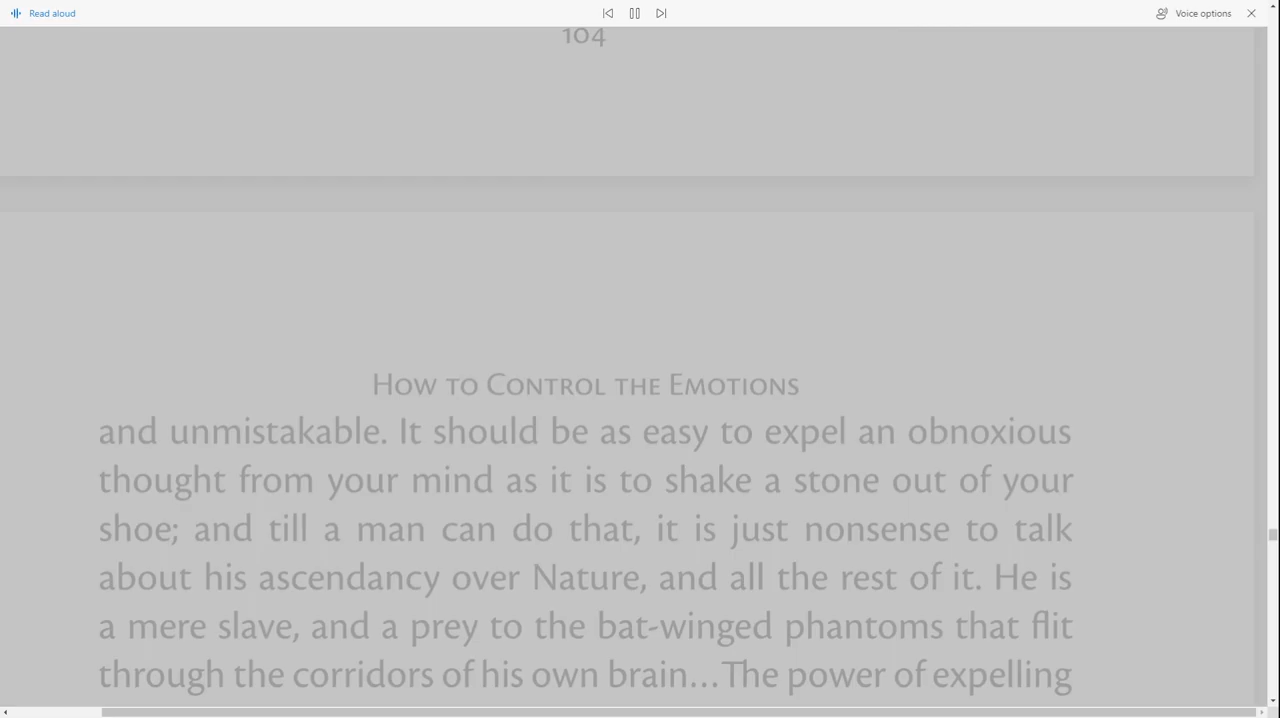 Read aloud
Voice options
104
How to Control the Emotions
and unmistakable. It should be as easy to expel an obnoxious
thought from your mind as it is to shake a stone out of your
shoe; and till a man can do that, it is just nonsense to talk
about his ascendancy over Nature, and all the rest of it. He is
a mere slave, and a prey to the bat-winged phantoms that flit
through the corridors of his own brain...The power of expelling